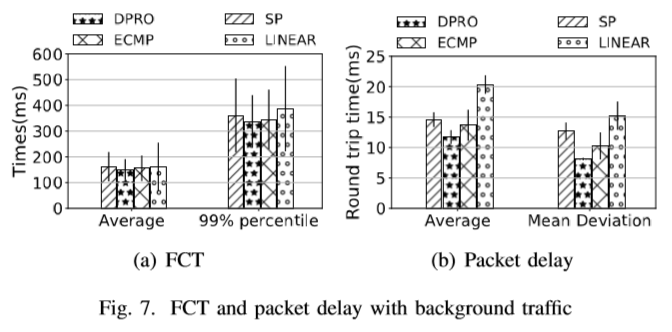 DPRO SP
ECMP LINEAR
Times(ms)
600
500
400
300
200
100
0
Average 99% percentile
(a) FCT
DPRO SP
ECMP LINEAR
Round trip time(ms)
25
20
15
10
5
0
Average Mean Deviation
(b) Packet delay
Fig. 7. FCT and packet delay with background traffic